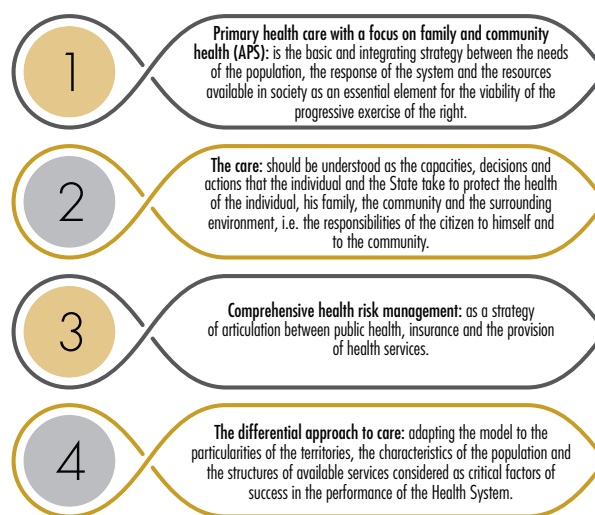 1
Primary health care with a focus on family and community
health (APS): is the basic and integrating strategy between the needs
of the population, the response of the system and the resources
available in society as an essential element for the viability of the
progressive exercise of the right.
2
The care: should be understood as the capacities, decisions and
actions that the individual and the State take to protect the health
of the individual, his family, the community and the surrounding
environment, i.e. the responsibilities of the citizen to himself and
to the community.
3
Comprehensive health risk management: as a strategy
of articulation between public health, insurance and the provision
of health services.
4
The differential approach to care: adapting the model to the
particularities of the territories, the characteristics of the population and
the structures of available services considered as critical factors of
success in the performance of the Health System.